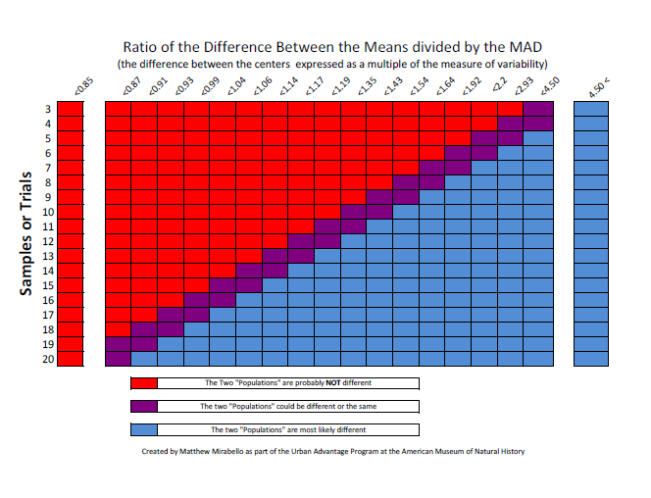 Ratio of the Difference Between the Means divided by the MAD
(the difference between the centers expressed as a multiple of the measure of variability)
<0.85 <0.87 <0.91 <0.93 <0.99 <1.04 <1.06 <1.14 <1.17 <1.19 <1.35 <1.43 <1.54 <1.64 <1.92 <2.2 <2.93 <4.50 4.50 <
Samples or Trials
3
4
5
6
7
8
9
10
11
12
13
14
15
16
17
18
19
20
The Two "Populations" are probably NOT different
The two "Populations" could be different or the same
The two "Populations" are most likely different
Created by Matthew Mirabello as part of the Urban Advantage Program at the American Museum of Natural History